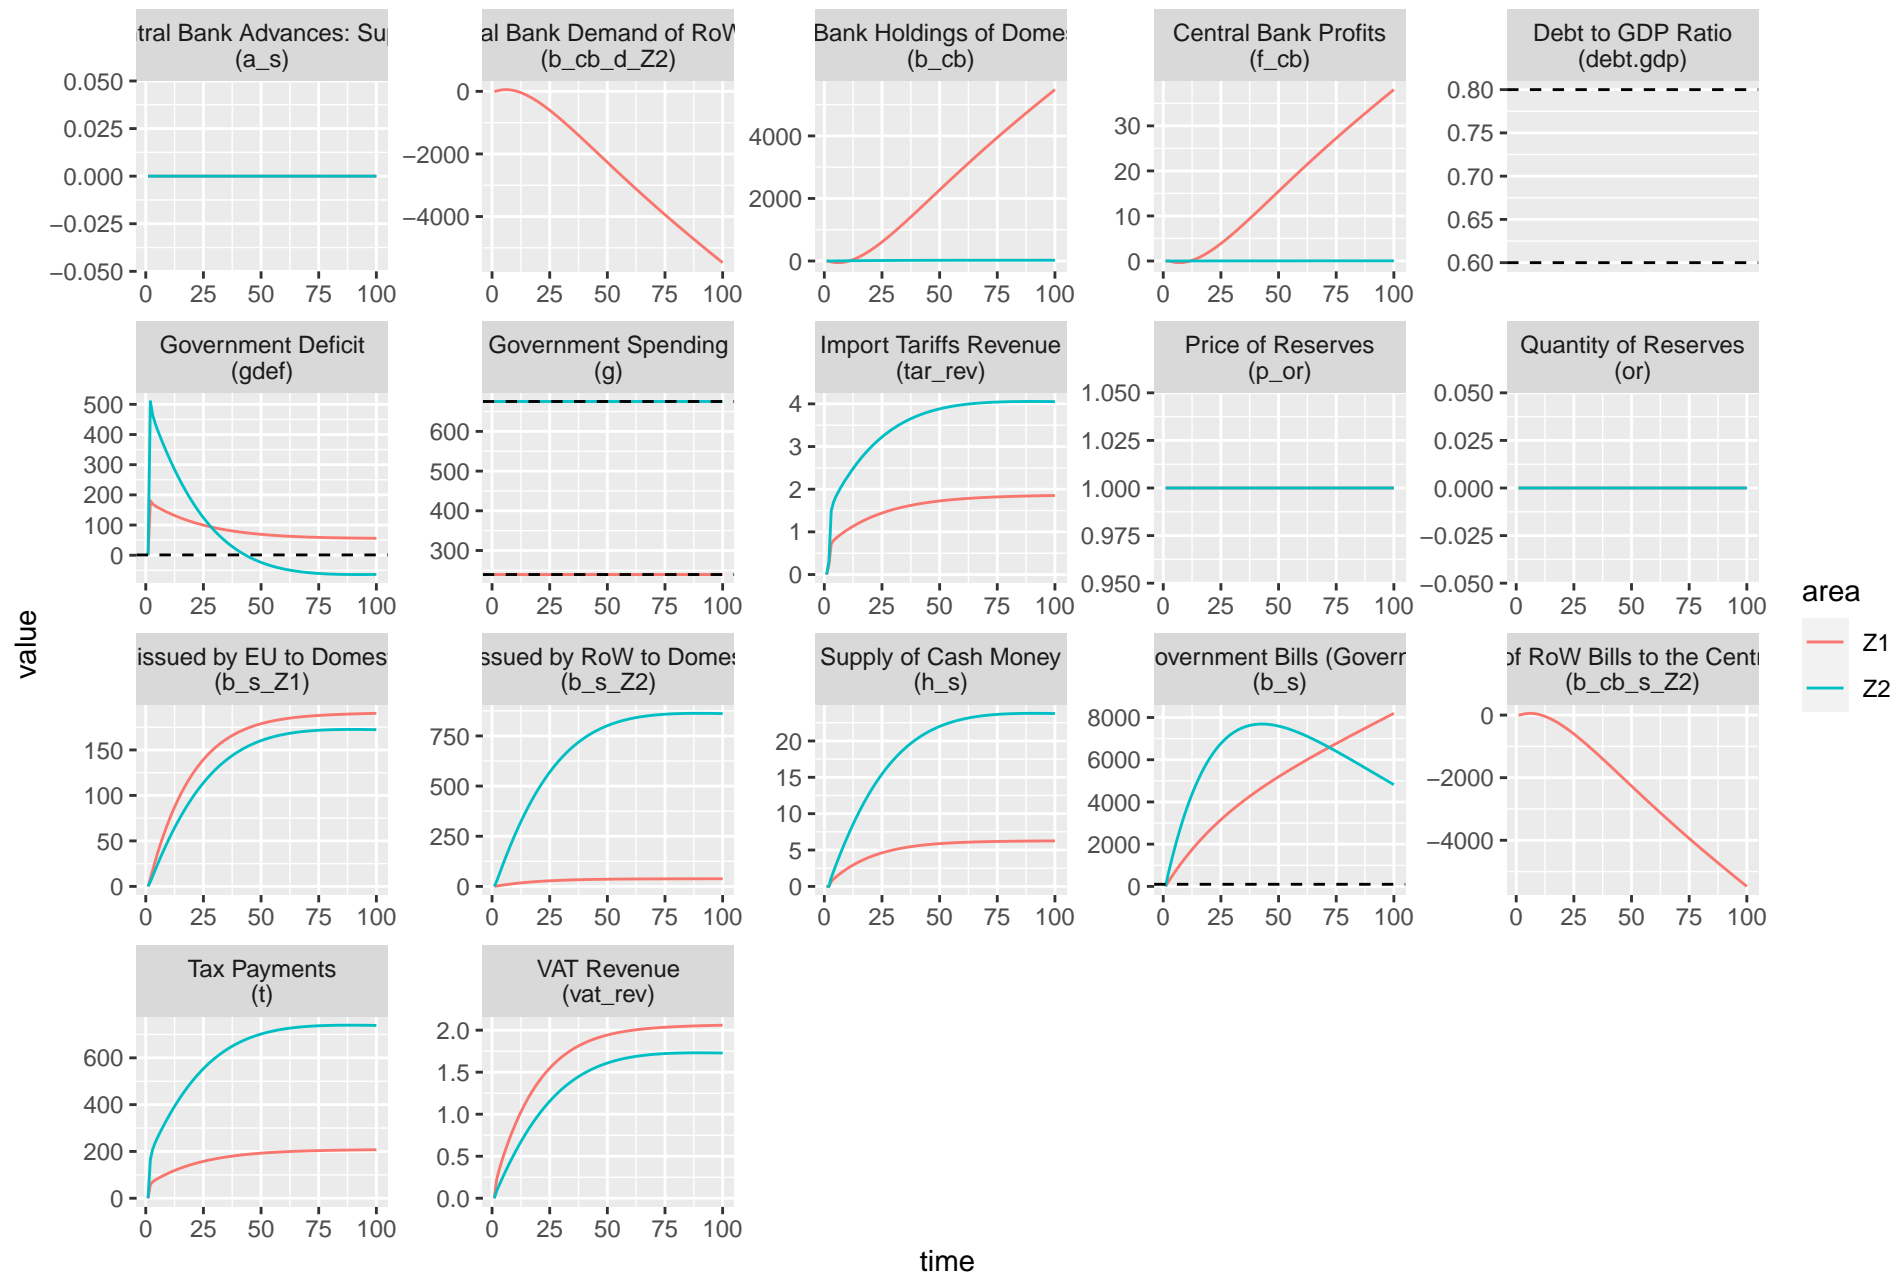 tral Bank Advances: Su
(a_s)
al Bank Demand of RoW
(b_cb_d_Z2)
Bank Holdings of Domes
(b_cb)
Central Bank Profits
(f_cb)
Debt to GDP Ratio
(debt.gdp)
0.050
0.025
0.000
−0.025
−0.050
0 25 50 75 100
0
−2000
−4000
0 25 50 75 100
4000
2000
0
0 25 50 75 100
30
20
10
0
0 25 50 75 100
0.80
0.75
0.70
0.65
0.60
Government Deficit
(gdef)
Government Spending
(g)
Import Tariffs Revenue
(tar_rev)
Price of Reserves
(p_or)
Quantity of Reserves
(or)
500
400
300
200
100
0
0 25 50 75 100
600
500
400
300
0 25 50 75 100
4
3
2
1
0
0 25 50 75 100
1.050
1.025
1.000
0.975
0.950
0 25 50 75 100
0.050
0.025
0.000
−0.025
−0.050
0 25 50 75 100
issued by EU to Domes
(b_s_Z1)
ssued by RoW to Domes
(b_s_Z2)
Supply of Cash Money
(h_s)
overnment Bills (Govern
(b_s)
of RoW Bills to the Centr
(b_cb_s_Z2)
150
100
50
0
0 25 50 75 100
750
500
250
0
0 25 50 75 100
20
15
10
5
0
0 25 50 75 100
8000
6000
4000
2000
0
0 25 50 75 100
0
−2000
−4000
0 25 50 75 100
Tax Payments
(t)
VAT Revenue
(vat_rev)
600
400
200
0
0 25 50 75 100
2.0
1.5
1.0
0.5
0.0
0 25 50 75 100
value
time
area
Z1
Z2